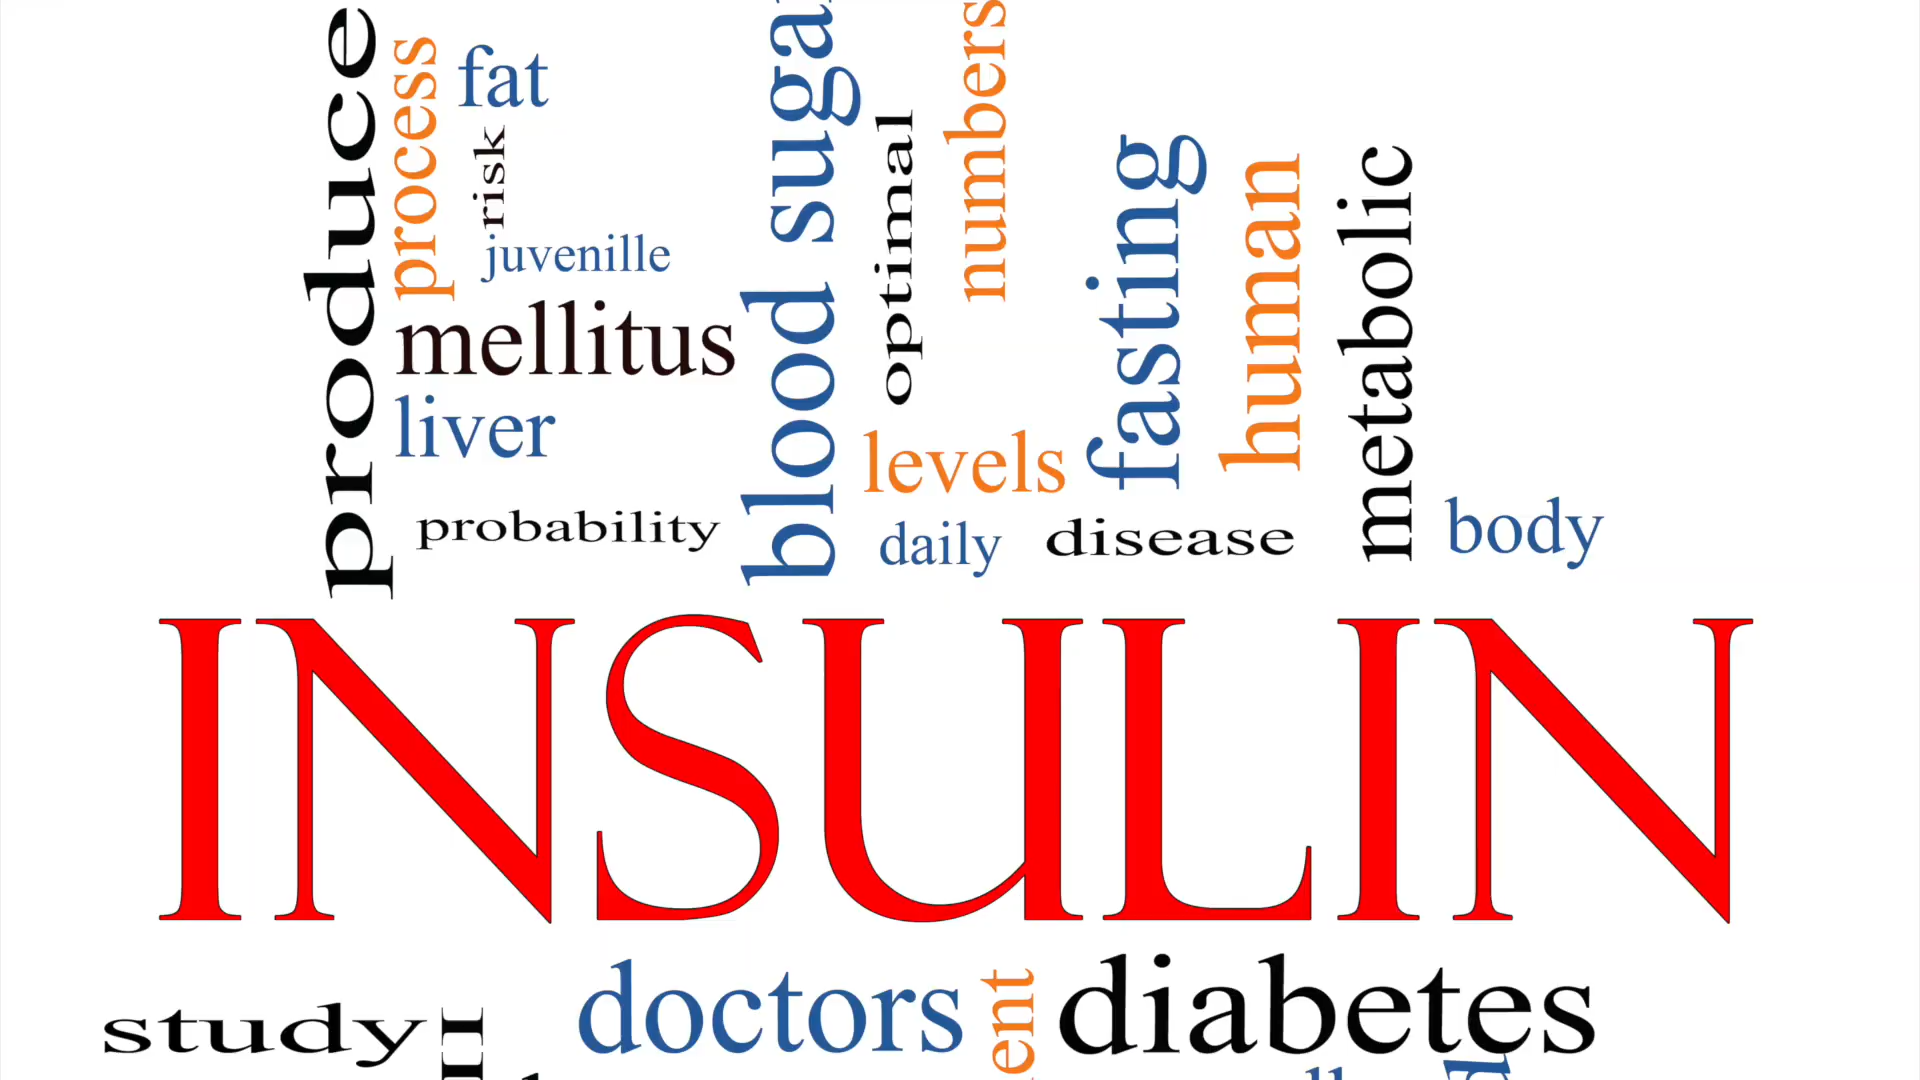 produce
process
fat
risk
juvenille
mellitus
liver
probability
blood suga
optimal
numbers
levels
daily
fasting
human
disease
metabolic
body
INSULIN
study
doctors
ent
diabetes